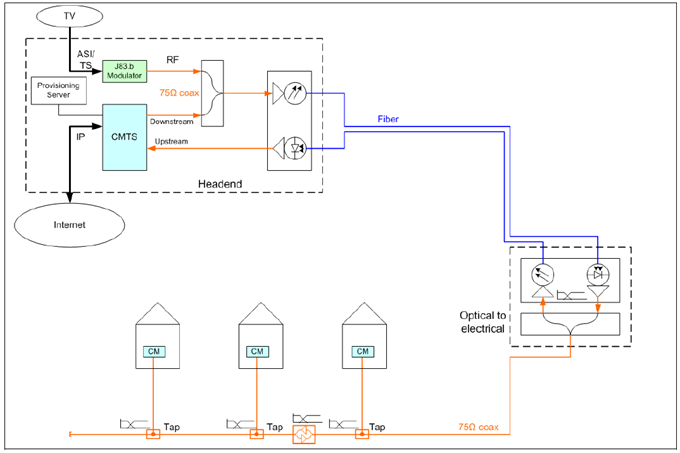 TV
ASI/
TS
J83.b
Modulator
RF
Provisioning
Server
75Ω coax
Downstream
CMTS
Upstream
IP
Fiber
Headend
Internet
Optical to
electrical
CM
CM
CM
Tap
Tap
Tap
75Ω coax